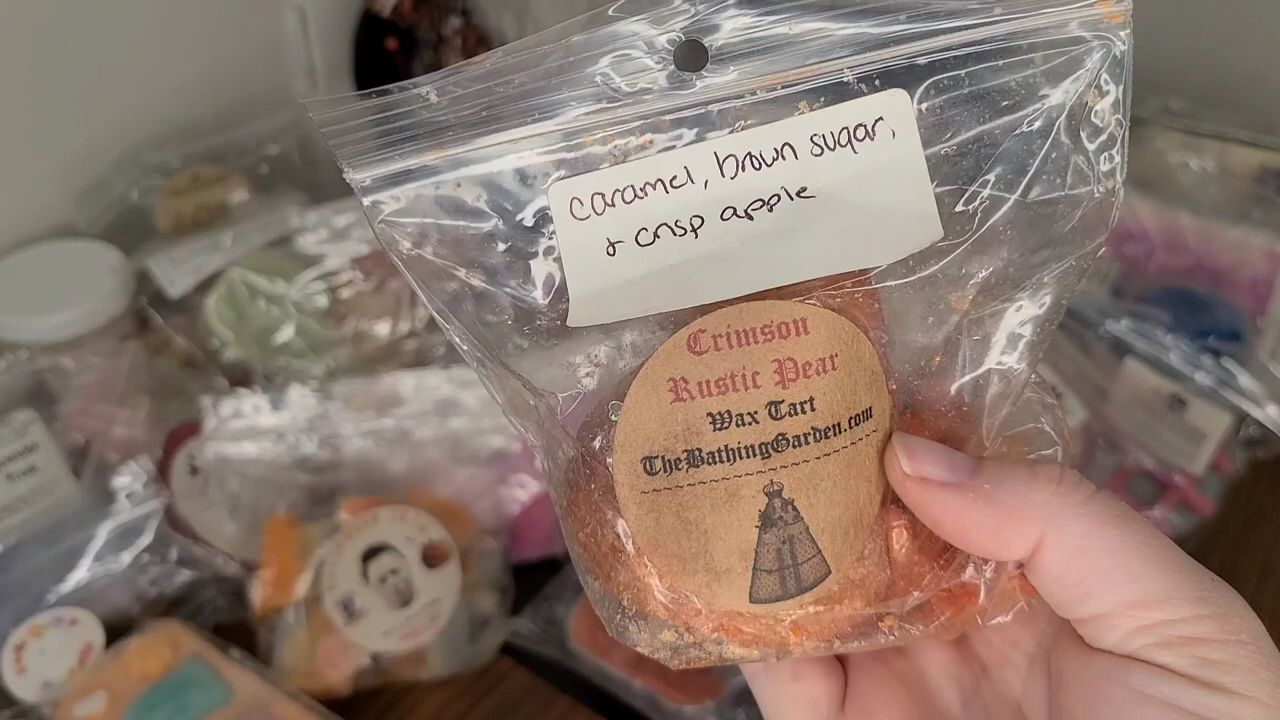 caramel, brown sugar,
& crisp apple
Crimson
Rustic Pear
Wax Tart
TheBathingGarden.com